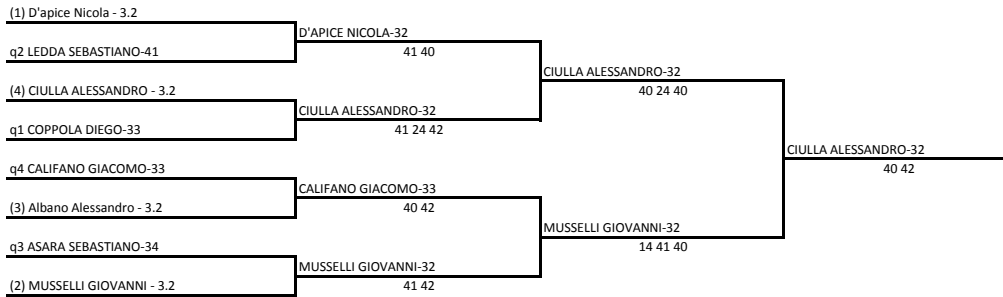 (1) D'apice Nicola - 3.2
D'APICE NICOLA-32
q2 LEDDA SEBASTIANO-41
41 40
CIULLA ALESSANDRO-32
(4) CIULLA ALESSANDRO - 3.2
40 24 40
CIULLA ALESSANDRO-32
q1 COPPOLA DIEGO-33
41 24 42
CIULLA ALESSANDRO-32
q4 CALIFANO GIACOMO-33
40 42
CALIFANO GIACOMO-33
(3) Albano Alessandro - 3.2
40 42
MUSSELLI GIOVANNI-32
q3 ASARA SEBASTIANO-34
14 41 40
MUSSELLI GIOVANNI-32
(2) MUSSELLI GIOVANNI - 3.2
41 42